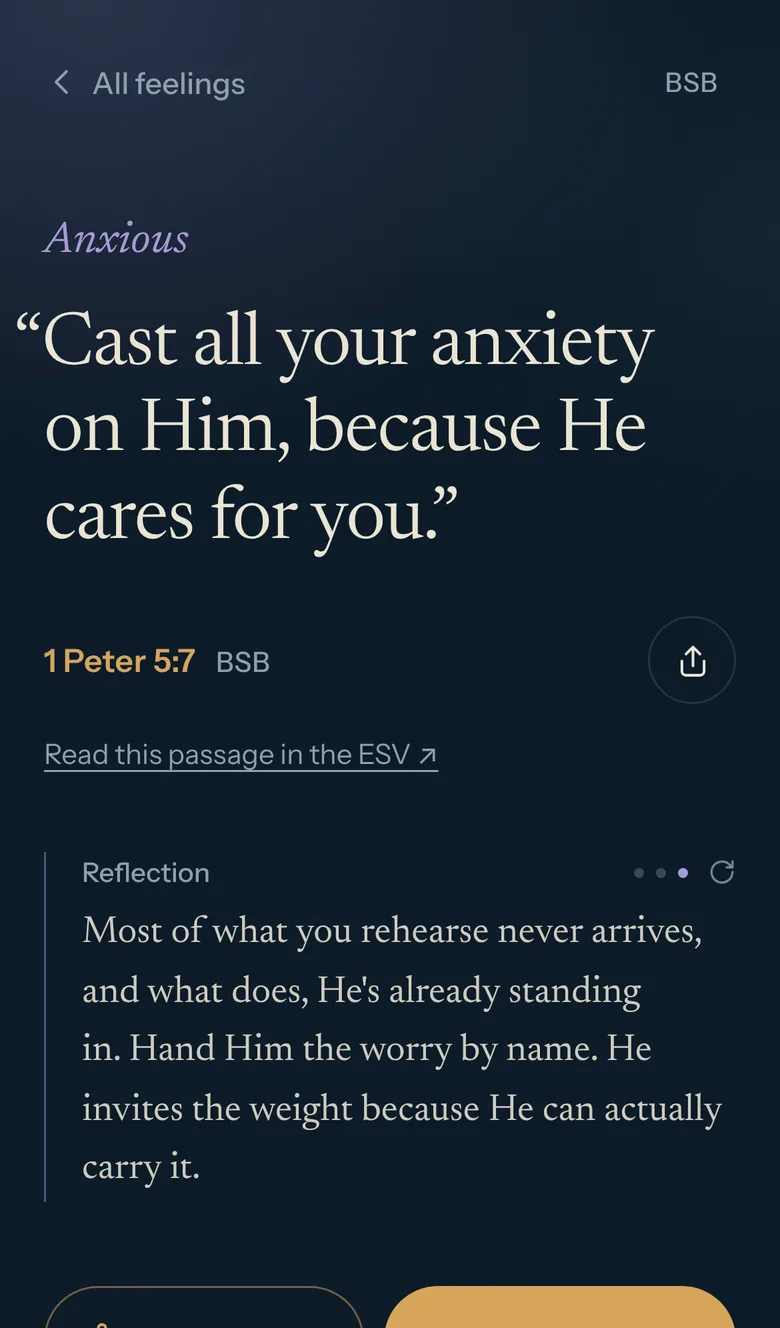 All feelings
BSB
Anxious
“Cast all your anxiety
on Him, because He
cares for you.”
1 Peter 5:7 BSB
Read this passage in the ESV ↗
Reflection
Most of what you rehearse never arrives,
and what does, He's already standing
in. Hand Him the worry by name. He
invites the weight because He can actually
carry it.